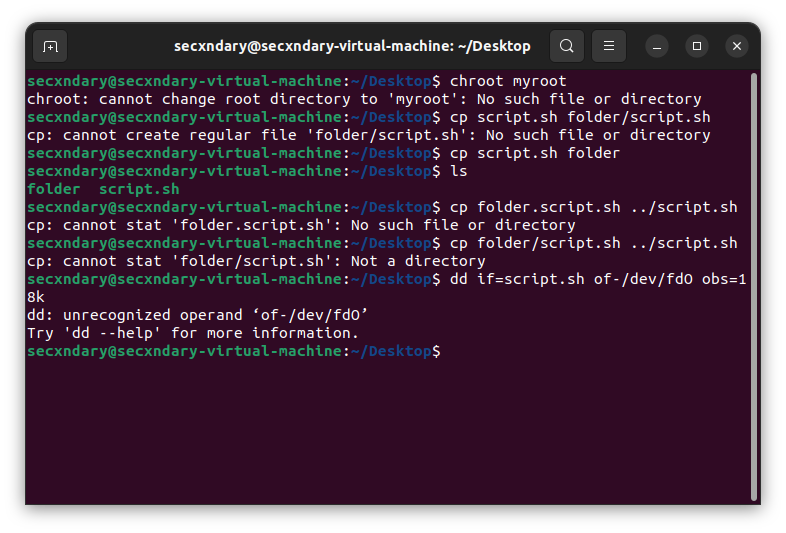 secxndary@secxndary-virtual-machine: ~/Desktop
secxndary@secxndary-virtual-machine:~/Desktop$ chroot myroot
chroot: cannot change root directory to 'myroot': No such file or directory
secxndary@secxndary-virtual-machine:~/Desktop$ cp script.sh folder/script.sh
cp: cannot create regular file 'folder/script.sh': No such file or directory
secxndary@secxndary-virtual-machine:~/Desktop$ cp script.sh folder
secxndary@secxndary-virtual-machine:~/Desktop$ ls
folder  script.sh
secxndary@secxndary-virtual-machine:~/Desktop$ cp folder.script.sh ../script.sh
cp: cannot stat 'folder.script.sh': No such file or directory
secxndary@secxndary-virtual-machine:~/Desktop$ cp folder/script.sh ../script.sh
cp: cannot stat 'folder/script.sh': Not a directory
secxndary@secxndary-virtual-machine:~/Desktop$ dd if=script.sh of-/dev/fdO obs=1
8k
dd: unrecognized operand ‘of-/dev/fdO’
Try 'dd --help' for more information.
secxndary@secxndary-virtual-machine:~/Desktop$